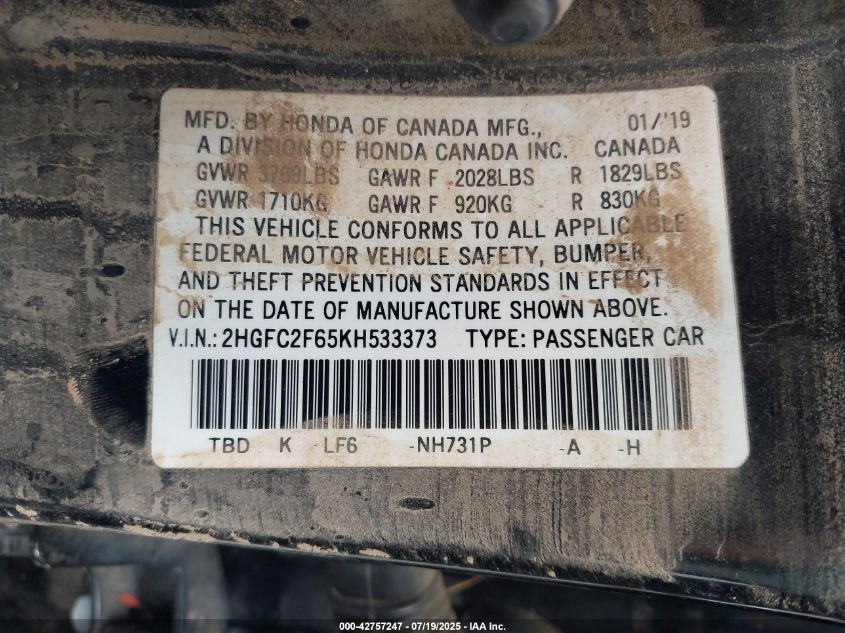 MFD. BY HONDA OF CANADA MFG., 01/'19
A DIVISION OF HONDA CANADA INC. CANADA
GVWR 3769LBS GAWR F 2028LBS R 1829LBS
GVWR 1710KG GAWR F 920KG R 830KG
THIS VEHICLE CONFORMS TO ALL APPLICABLE
FEDERAL MOTOR VEHICLE SAFETY, BUMPER,
AND THEFT PREVENTION STANDARDS IN EFFECT
ON THE DATE OF MANUFACTURE SHOWN ABOVE.
V.I.N.: 2HGFC2F65KH533373 TYPE: PASSENGER CAR
TBD K LF6 -NH731P -A -H
000-42757247 - 07/19/2025 - IAA Inc.